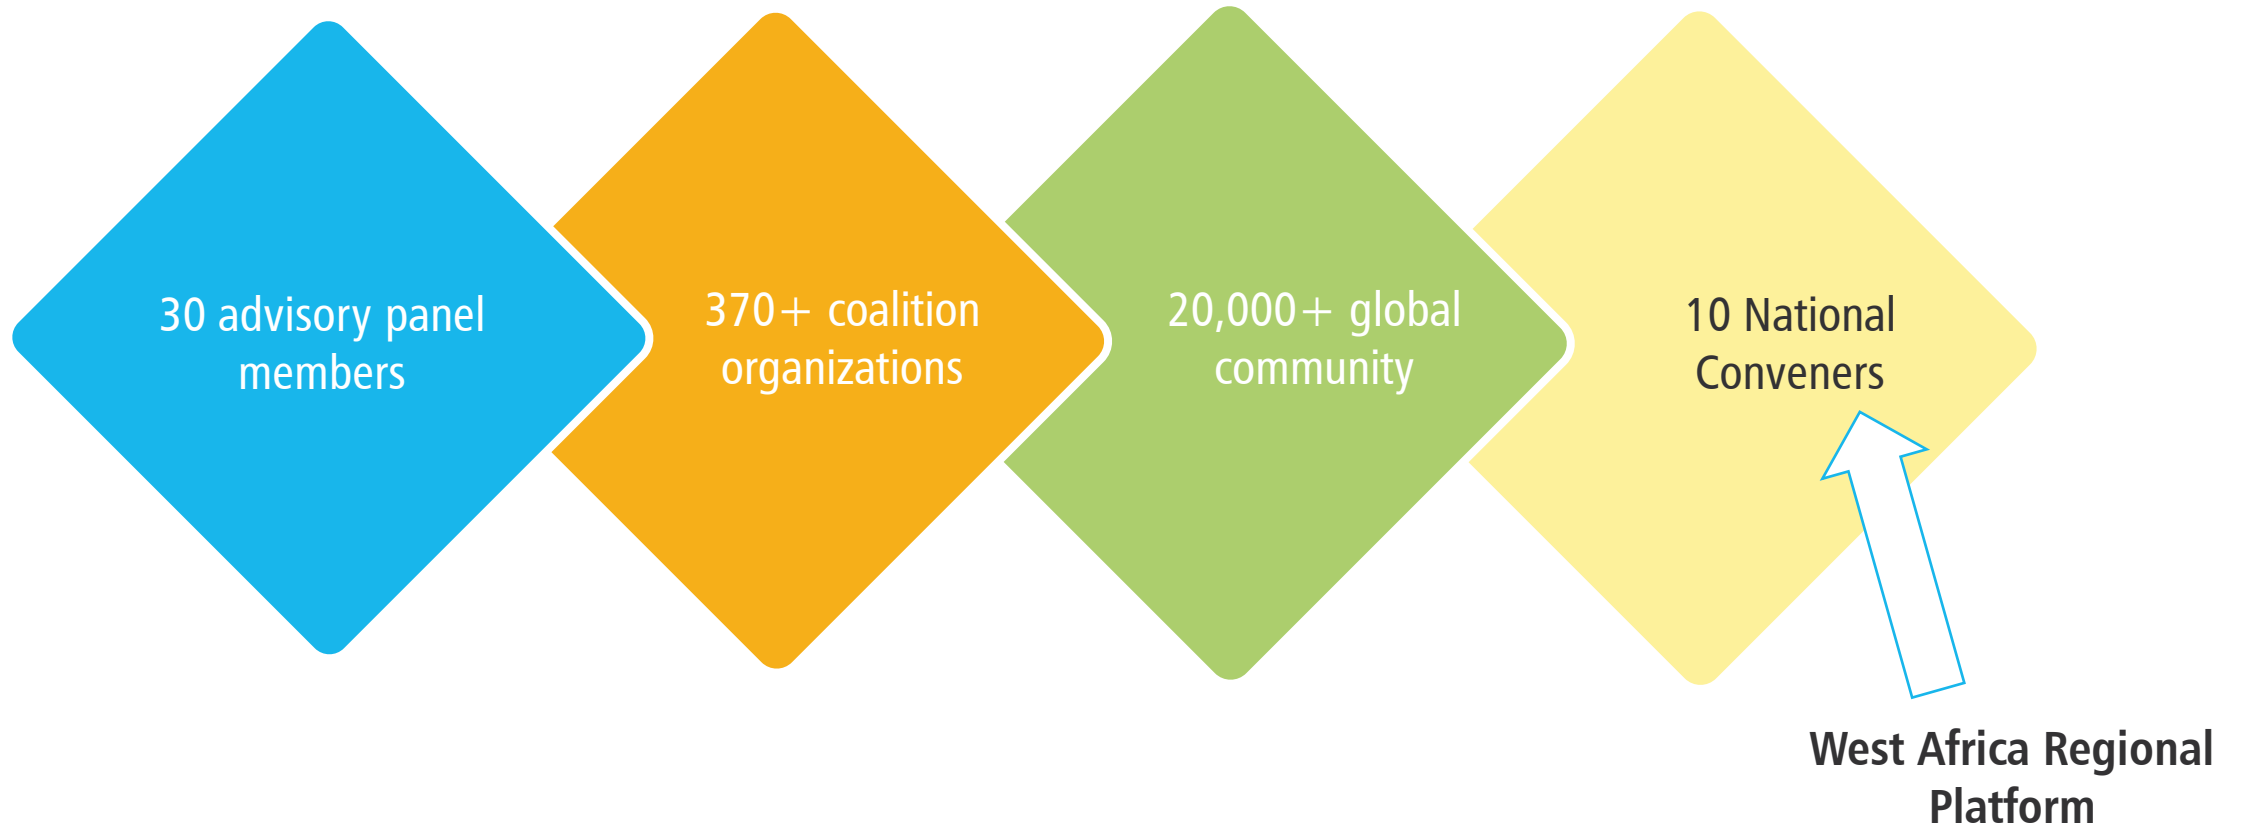 30 advisory panel
members
370+ coalition
organizations
20,000+ global
community
10 National
Conveners
West Africa Regional
Platform